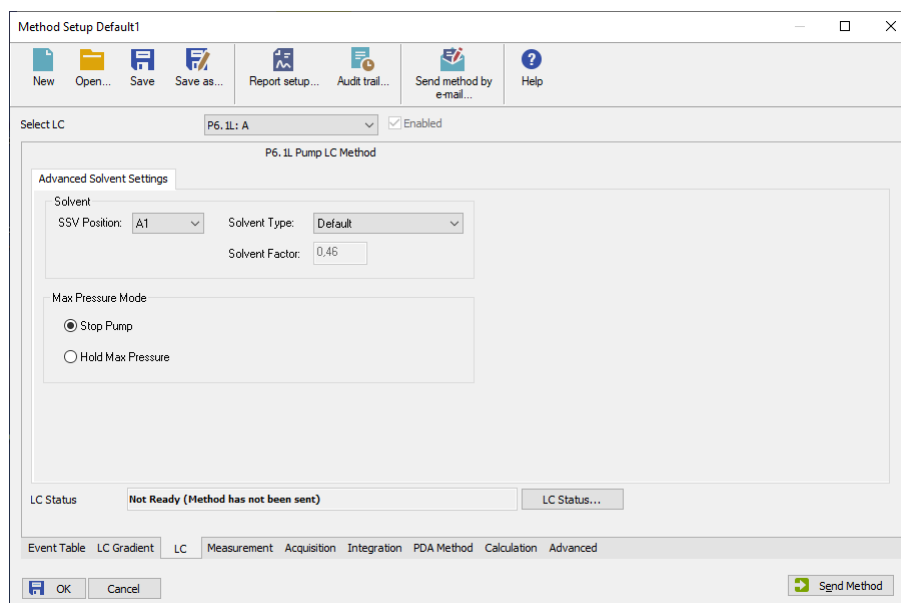 Method Setup Default1
New Open... Save Save as... Report setup... Audit trail... Send method by e-mail... Help
Select LC P6.1L: A Enabled
P6.1L Pump LC Method
Advanced Solvent Settings
Solvent
SSV Position: A1 Solvent Type: Default
Solvent Factor: 0,46
Max Pressure Mode
Stop Pump
Hold Max Pressure
LC Status Not Ready (Method has not been sent) LC Status...
Event Table LC Gradient LC Measurement Acquisition Integration PDA Method Calculation Advanced
OK Cancel Send Method